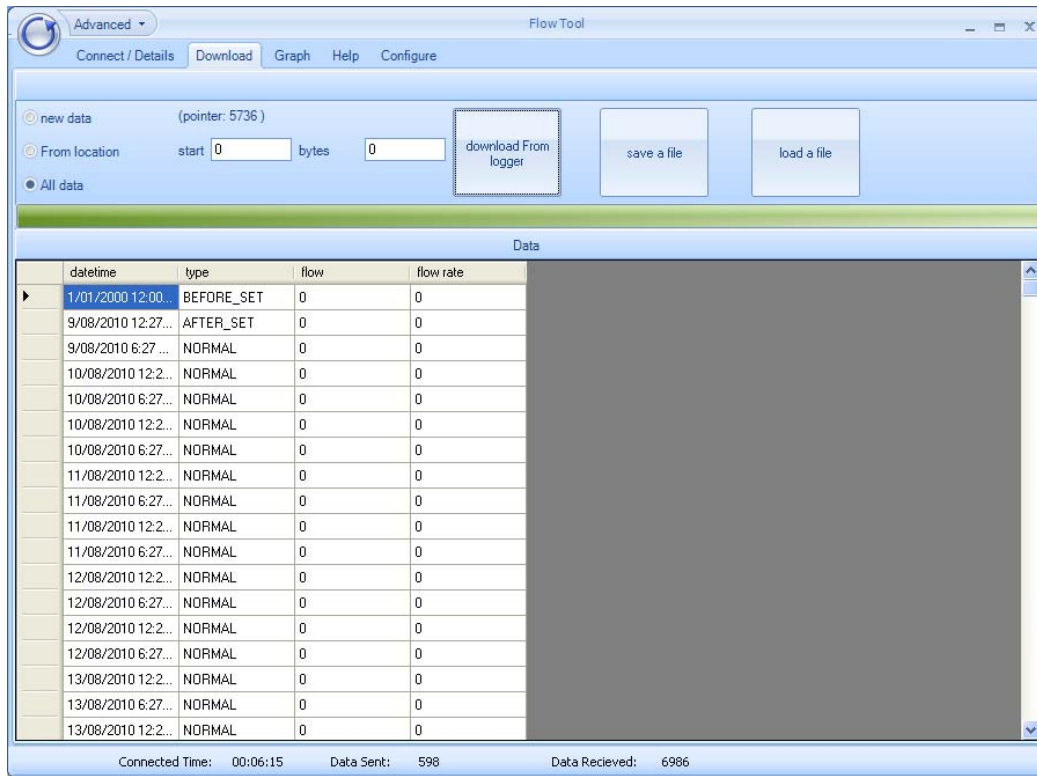 Advanced
Flow Tool
Connect / Details Download Graph Help Configure
new data (pointer: 5736 )
From location start 0 bytes 0
All data
download From
logger
save a file
load a file
Data
datetime type flow flow rate
1/01/2000 12:00... BEFORE_SET 0 0
9/08/2010 12:27... AFTER_SET 0 0
9/08/2010 6:27 ... NORMAL 0 0
10/08/2010 12:2... NORMAL 0 0
10/08/2010 6:27... NORMAL 0 0
10/08/2010 12:2... NORMAL 0 0
10/08/2010 6:27... NORMAL 0 0
11/08/2010 12:2... NORMAL 0 0
11/08/2010 6:27... NORMAL 0 0
11/08/2010 12:2... NORMAL 0 0
11/08/2010 6:27... NORMAL 0 0
12/08/2010 12:2... NORMAL 0 0
12/08/2010 6:27... NORMAL 0 0
12/08/2010 12:2... NORMAL 0 0
12/08/2010 6:27... NORMAL 0 0
13/08/2010 12:2... NORMAL 0 0
13/08/2010 6:27... NORMAL 0 0
13/08/2010 12:2... NORMAL 0 0
Connected Time: 00:06:15 Data Sent: 598 Data Recieved: 6986